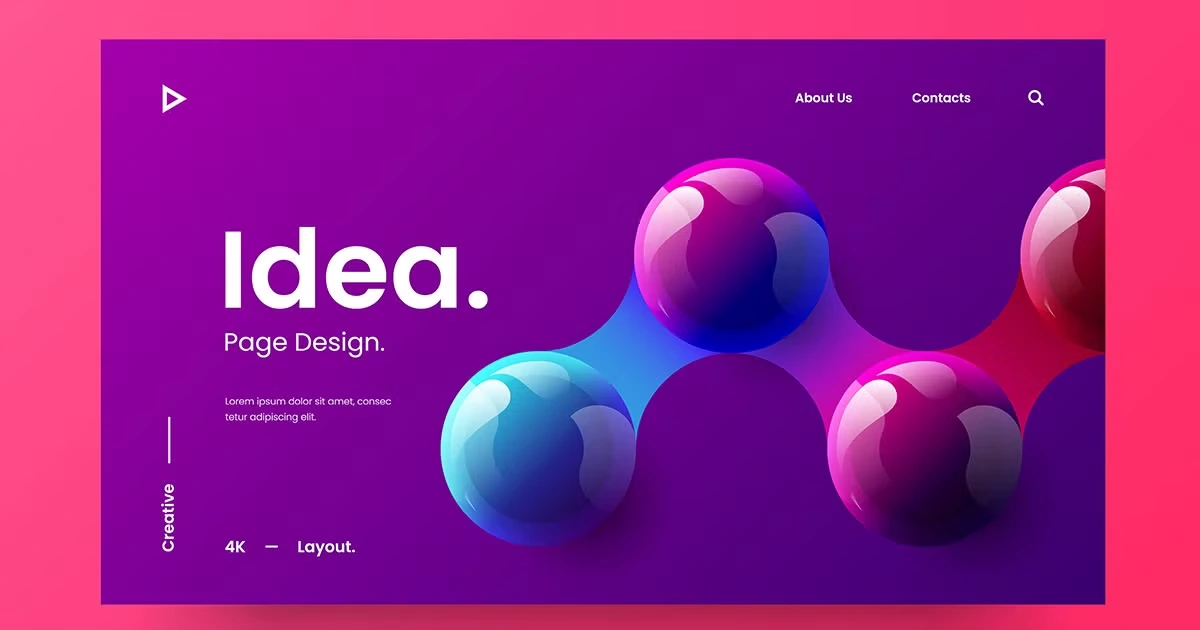 About Us
Contacts
Idea.
Page Design.
Lorem ipsum dolor sit amet, consec
tetur adipiscing elit.
Creative
4K — Layout.